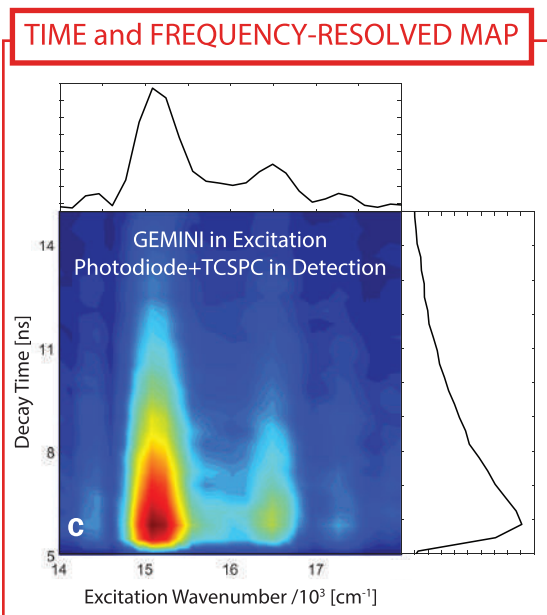 TIME and FREQUENCY-RESOLVED MAP
GEMINI in Excitation
Photodiode+TCSPC in Detection
14
11
8
5
Decay Time [ns]
c
14 15 16 17
Excitation Wavenumber /10³ [cm⁻¹]